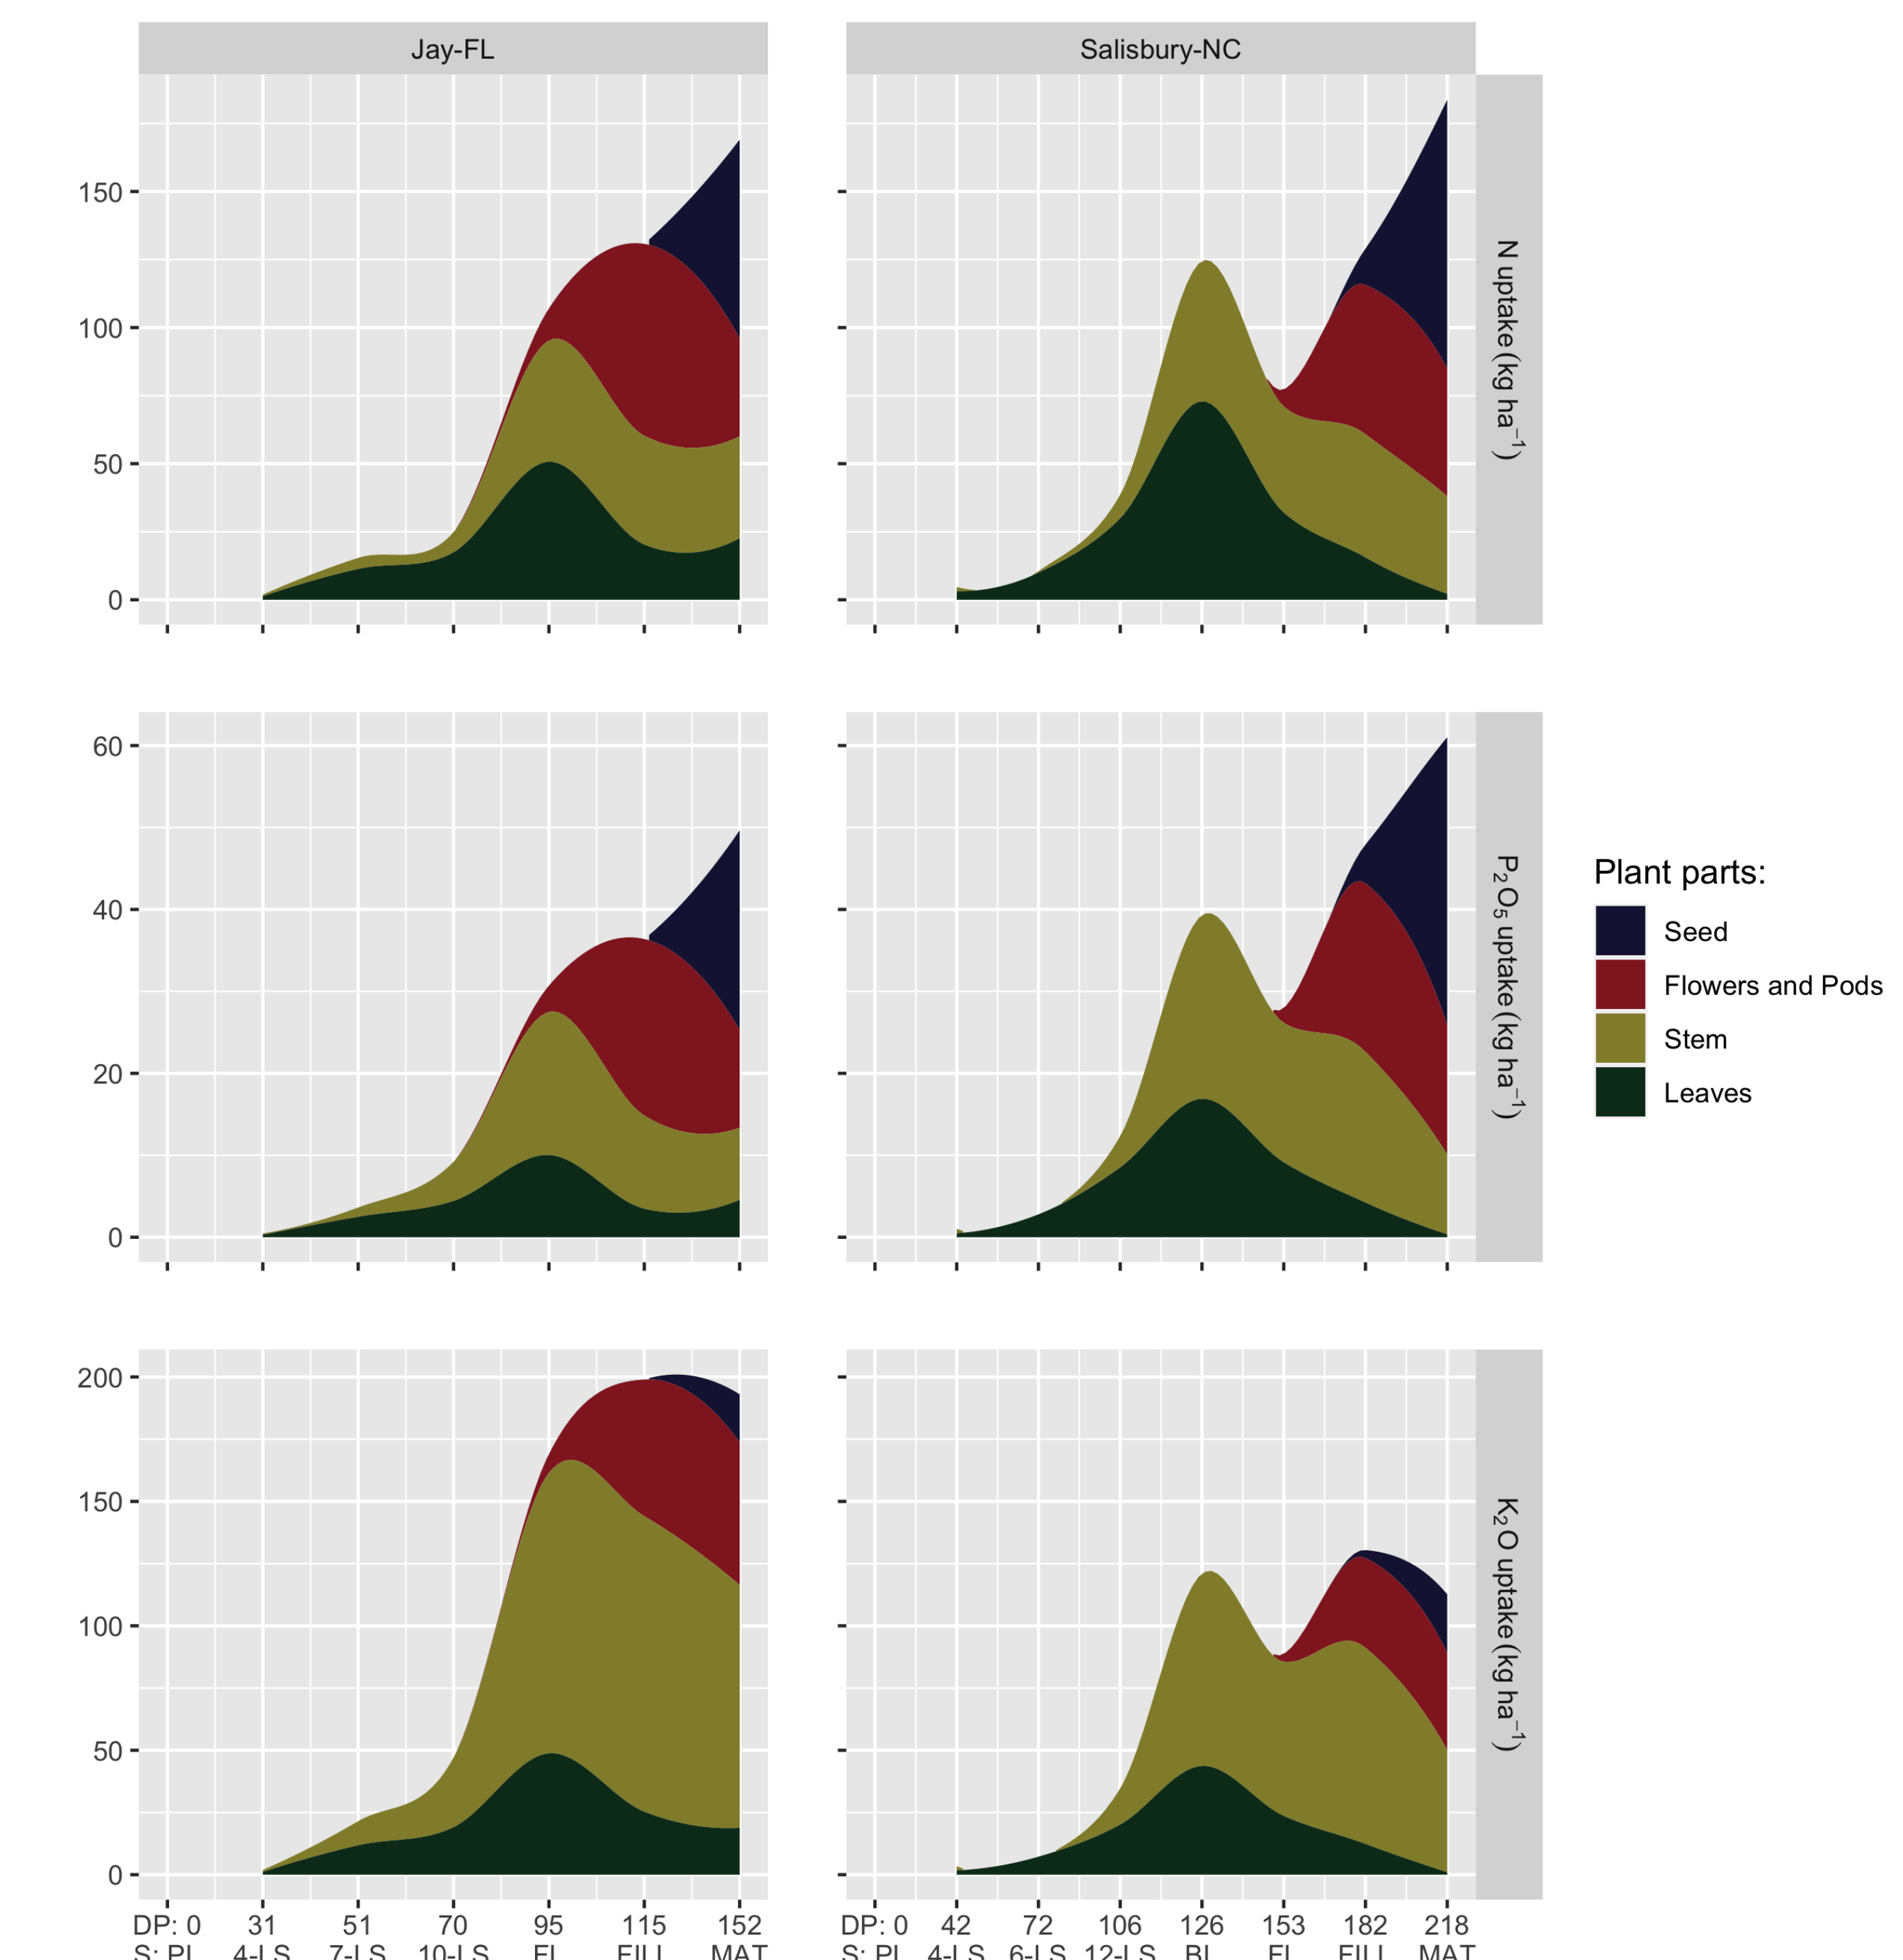 Jay-FL
Salisbury-NC
150
100
50
0
N uptake (kg ha⁻¹)
60
40
20
0
P₂O₅ uptake (kg ha⁻¹)
Plant parts:
Seed
Flowers and Pods
Stem
Leaves
200
150
100
50
0
K₂O uptake (kg ha⁻¹)
DP: 0 31 51 70 95 115 152
DP: 0 42 72 106 126 153 182 218